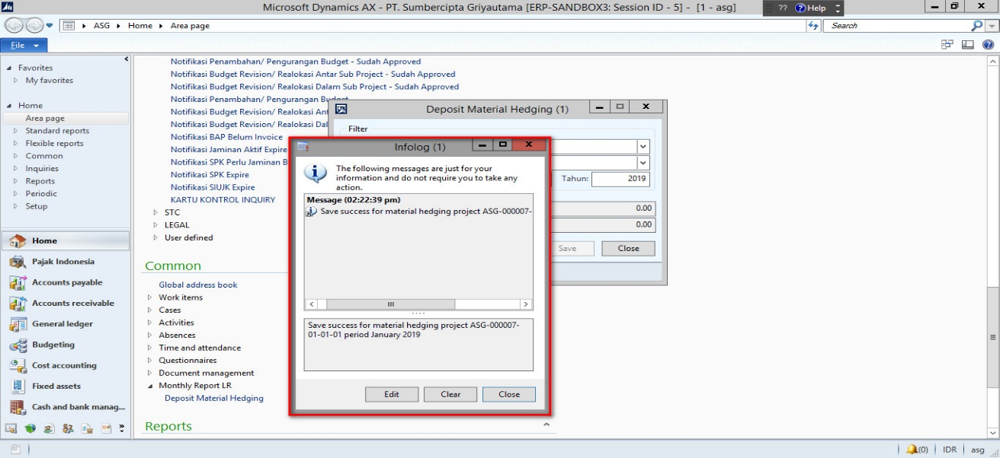 Microsoft Dynamics AX - PT. Sumbercipta Griyautama [ERP-SANDBOX3: Session ID - 5] - [1 - asg]
?? Help
ASG Home Area page
Search
File
Favorites
My favorites
Home
Area page
Standard reports
Flexible reports
Common
Inquiries
Reports
Periodic
Setup
Home
Pajak Indonesia
Accounts payable
Accounts receivable
General ledger
Budgeting
Cost accounting
Fixed assets
Cash and bank manag...
Notifikasi Penambahan/ Pengurangan Budget - Sudah Approved
Notifikasi Budget Revision/ Realokasi Antar Sub Project - Sudah Approved
Notifikasi Budget Revision/ Realokasi Dalam Sub Project - Sudah Approved
Notifikasi Penambahan/ Pengurangan Budget
Notifikasi Budget Revision/ Realokasi Ant
Notifikasi Budget Revision/ Realokasi Dal
Notifikasi BAP Belum Invoice
Notifikasi Jaminan Aktif Expire
Notifikasi SPK Perlu Jaminan B
Notifikasi SPK Expire
Notifikasi SIUJK Expire
KARTU KONTROL INQUIRY
STC
LEGAL
User defined
Common
Global address book
Work items
Cases
Activities
Absences
Time and attendance
Questionnaires
Document management
Monthly Report LR
Deposit Material Hedging
Reports
Deposit Material Hedging (1)
Filter
Tahun: 2019
0.00
0.00
Save Close
Infolog (1)
The following messages are just for your
information and do not require you to take any
action.
Message (02:22:39 pm)
Save success for material hedging project ASG-000007-
Save success for material hedging project ASG-000007-
01-01-01 period January 2019
Edit Clear Close
(0) IDR asg